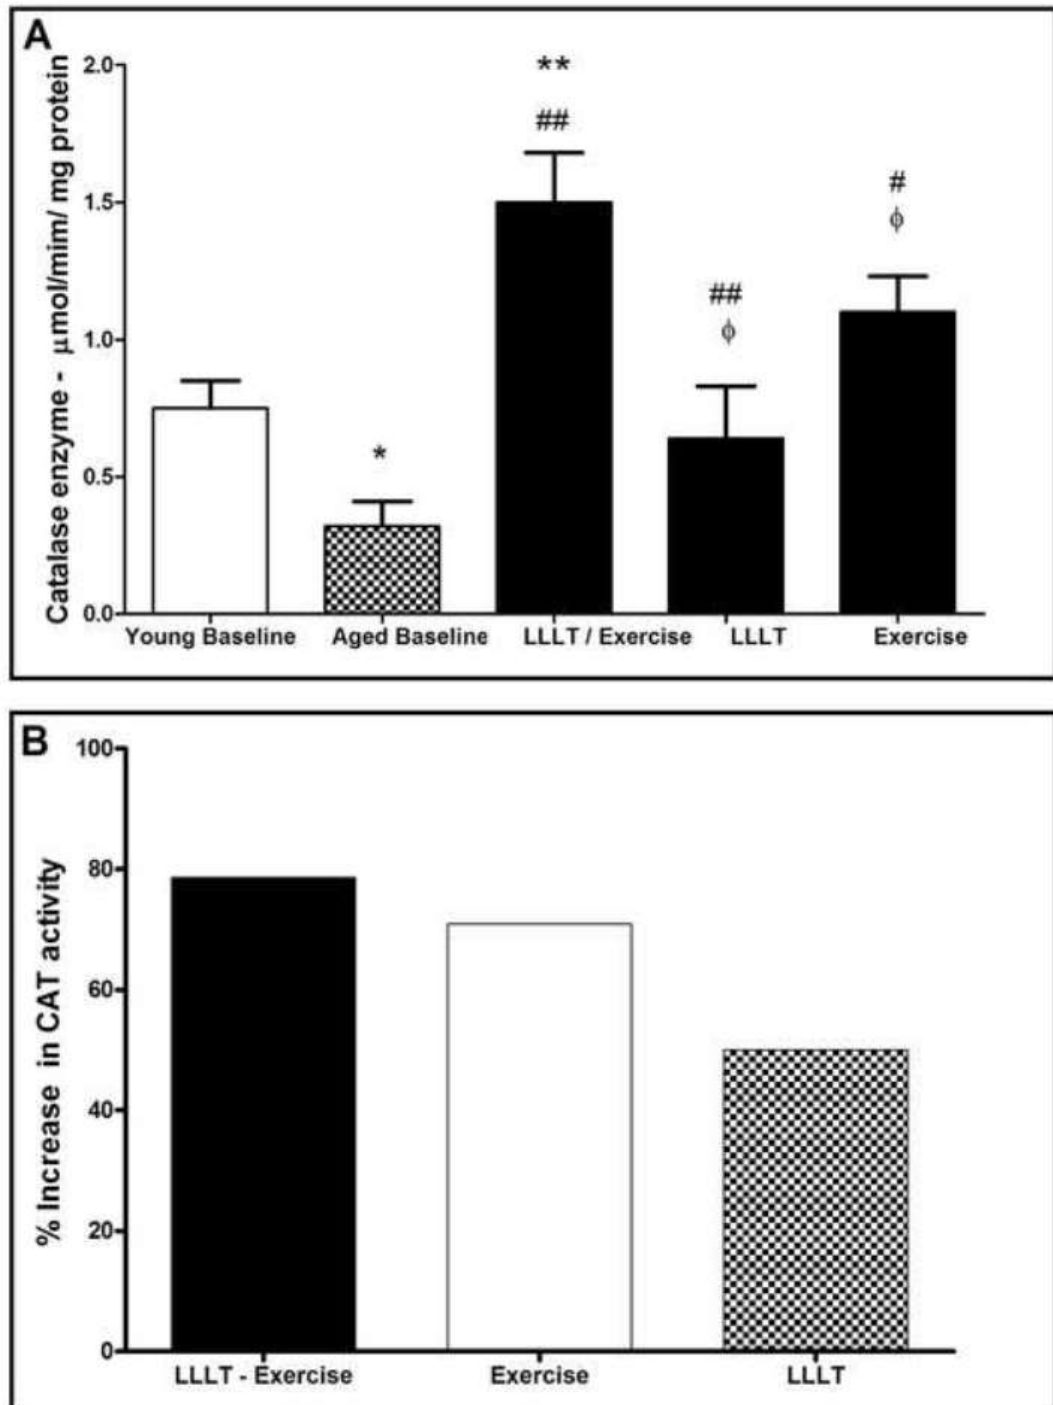 A
Catalase enzyme - μmol/mim/ mg protein
2.0
1.5
1.0
0.5
0.0
**
##
#
ϕ
##
ϕ
*
Young Baseline Aged Baseline LLLT / Exercise LLLT Exercise
B
% Increase in CAT activity
100
80
60
40
20
0
LLLT - Exercise Exercise LLLT